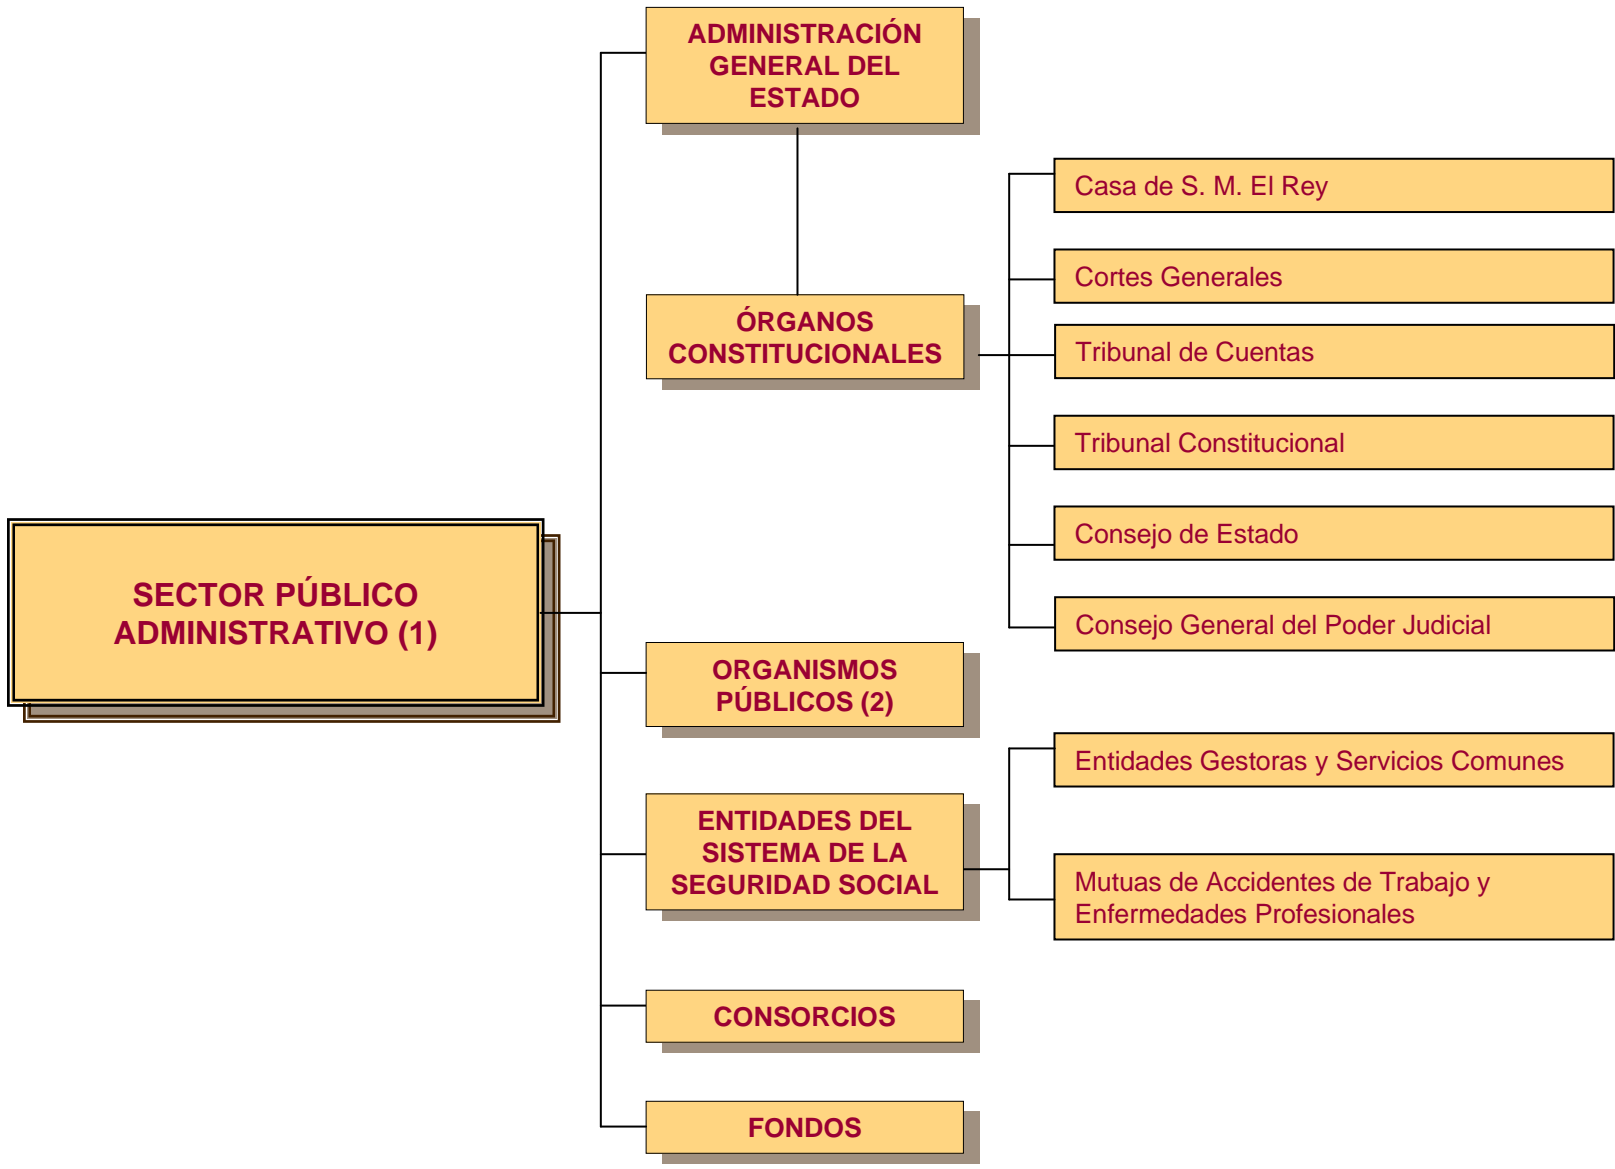 ADMINISTRACIÓN
GENERAL DEL
ESTADO
Casa de S. M. El Rey
Cortes Generales
ÓRGANOS
CONSTITUCIONALES
Tribunal de Cuentas
Tribunal Constitucional
Consejo de Estado
Consejo General del Poder Judicial
SECTOR PÚBLICO
ADMINISTRATIVO (1)
ORGANISMOS
PÚBLICOS (2)
Entidades Gestoras y Servicios Comunes
ENTIDADES DEL
SISTEMA DE LA
SEGURIDAD SOCIAL
Mutuas de Accidentes de Trabajo y
Enfermedades Profesionales
CONSORCIOS
FONDOS